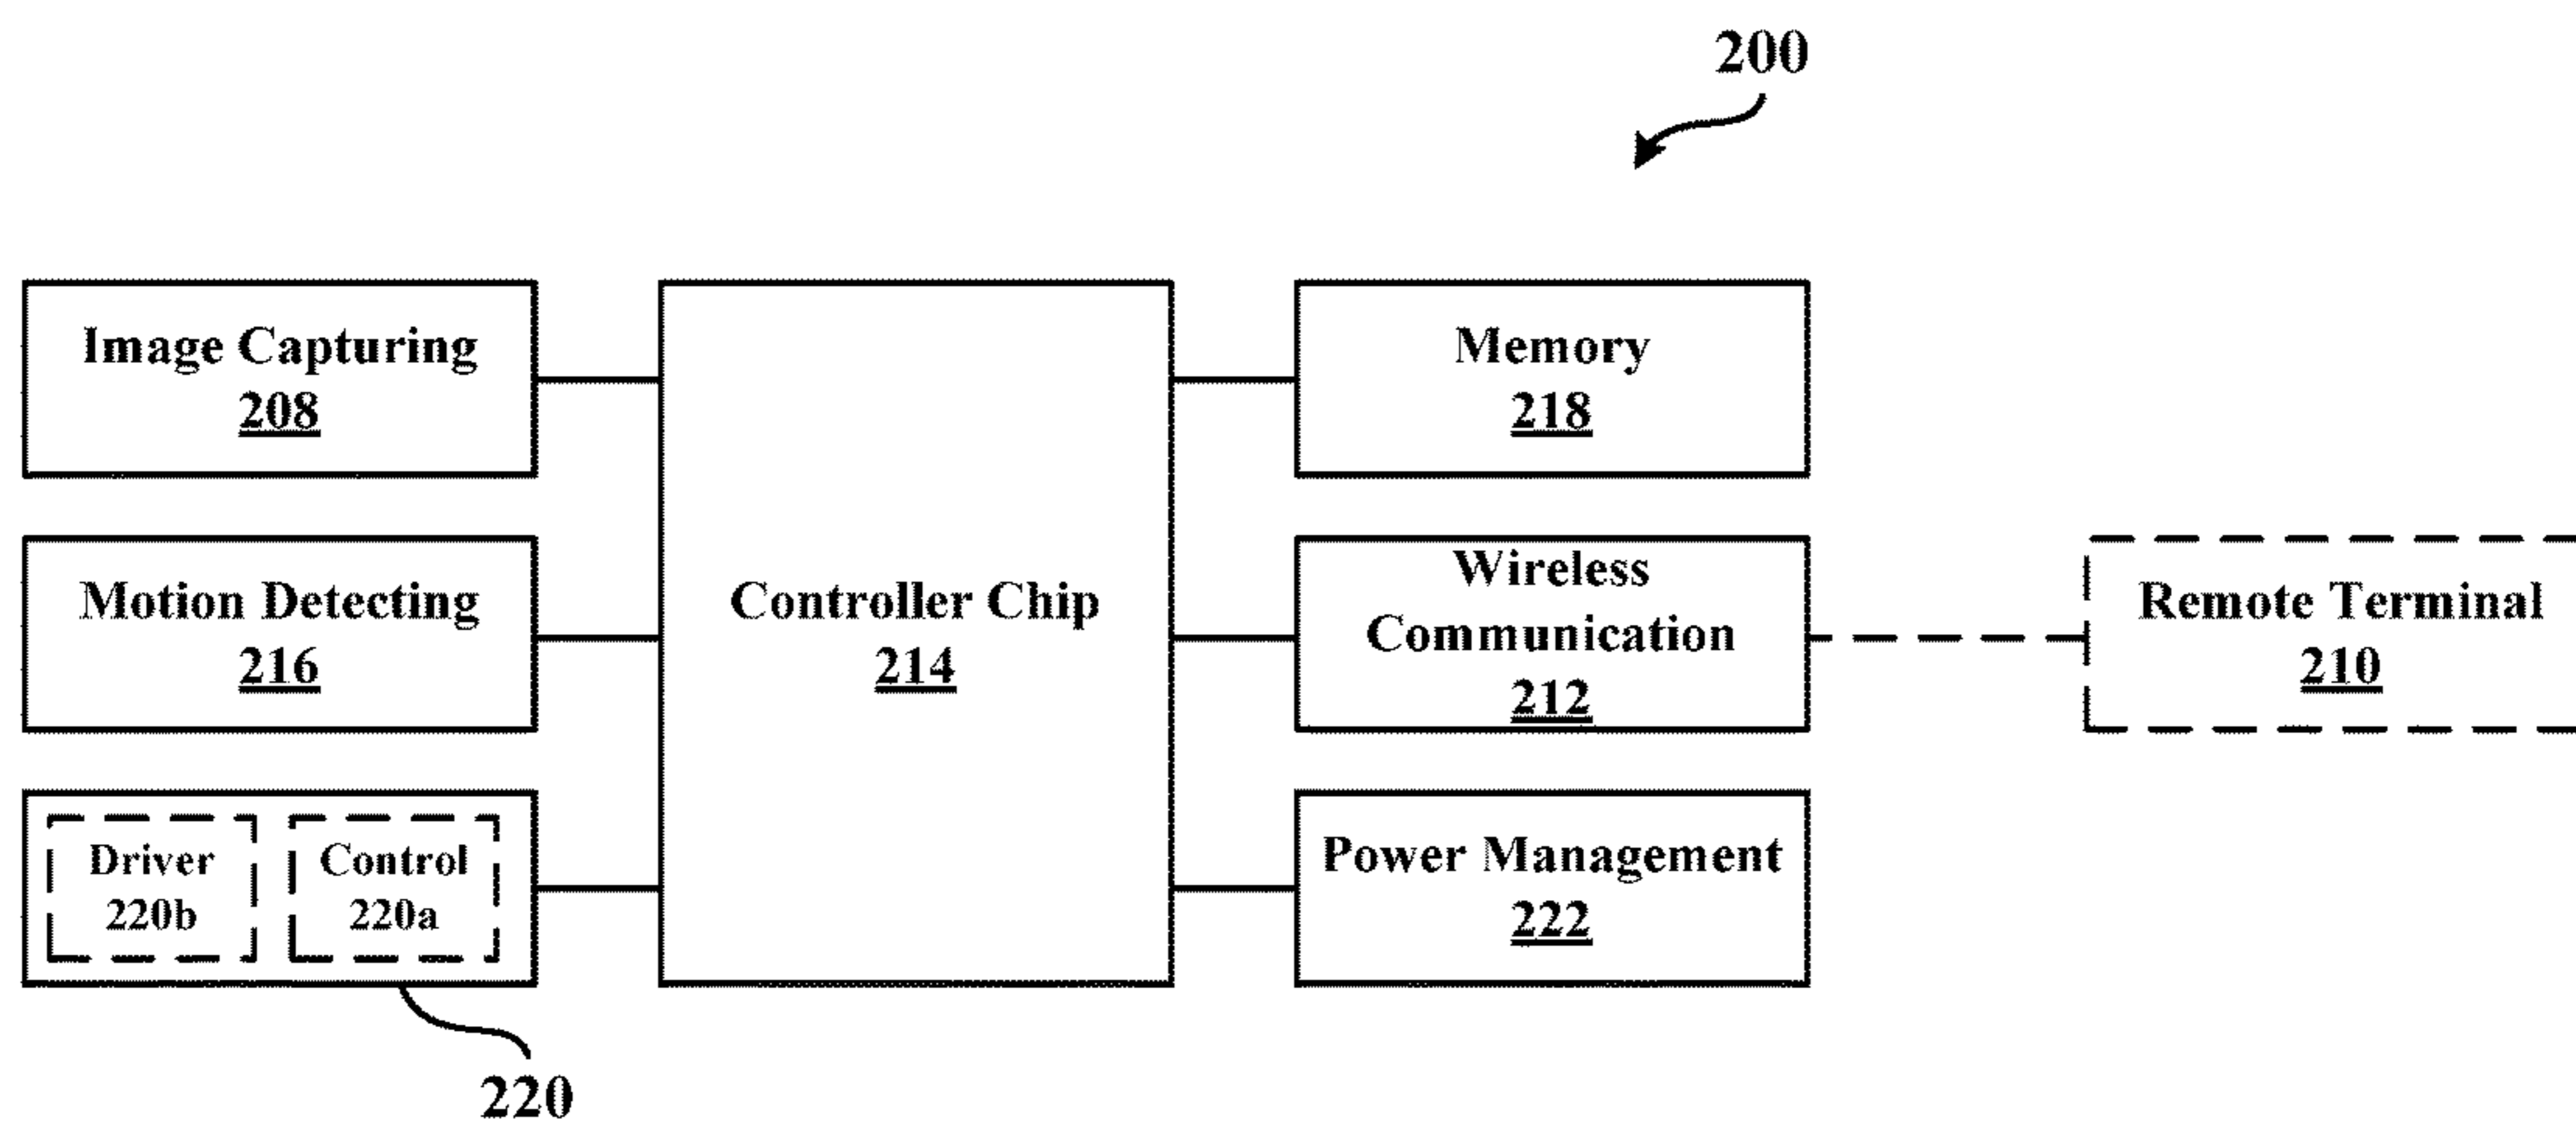 200
Image Capturing
208
Memory
218
Motion Detecting
216
Controller Chip
214
Wireless
Communication
212
Remote Terminal
210
Driver
220b
Control
220a
Power Management
222
220